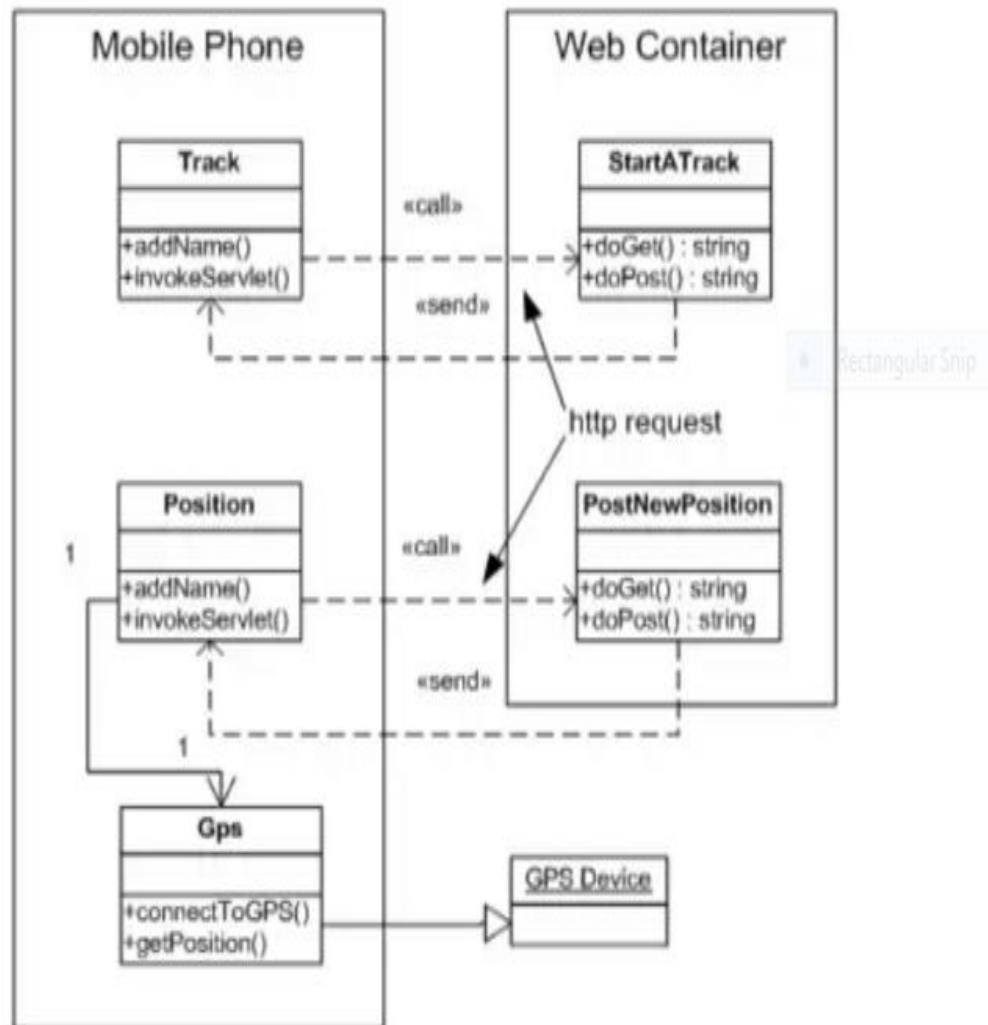 Mobile Phone
Web Container
Track
+addName()
+invokeServlet()
«call»
«send»
StartATrack
+doGet() : string
+doPost() : string
Rectangular Snip
http request
Position
+addName()
+invokeServlet()
1
«call»
«send»
PostNewPosition
+doGet() : string
+doPost() : string
1
Gps
+connectToGPS()
+getPosition()
GPS Device